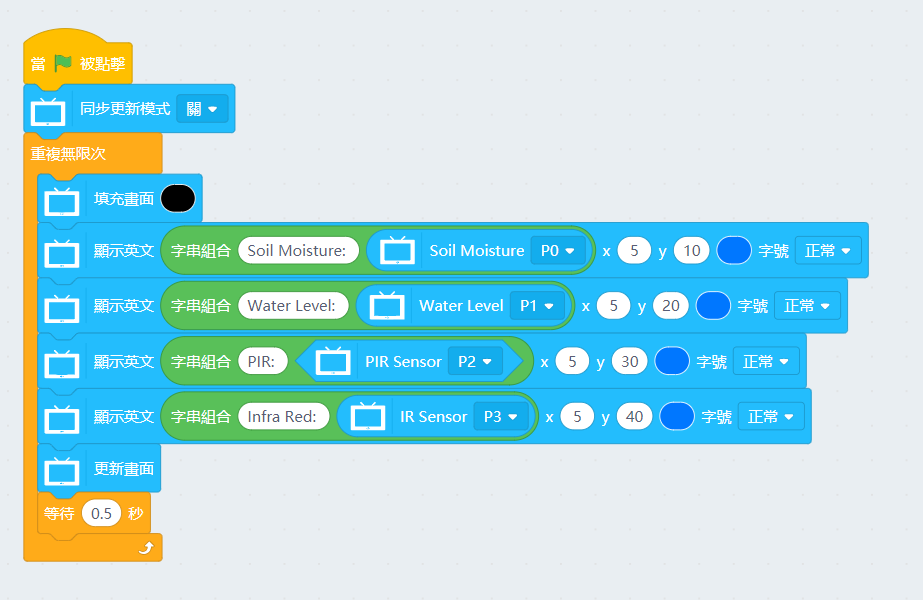 當 被點擊
同步更新模式 關
重複無限次
填充畫面
顯示英文 字串組合 Soil Moisture: Soil Moisture P0 x 5 y 10 字號 正常
顯示英文 字串組合 Water Level: Water Level P1 x 5 y 20 字號 正常
顯示英文 字串組合 PIR: PIR Sensor P2 x 5 y 30 字號 正常
顯示英文 字串組合 Infra Red: IR Sensor P3 x 5 y 40 字號 正常
更新畫面
等待 0.5 秒